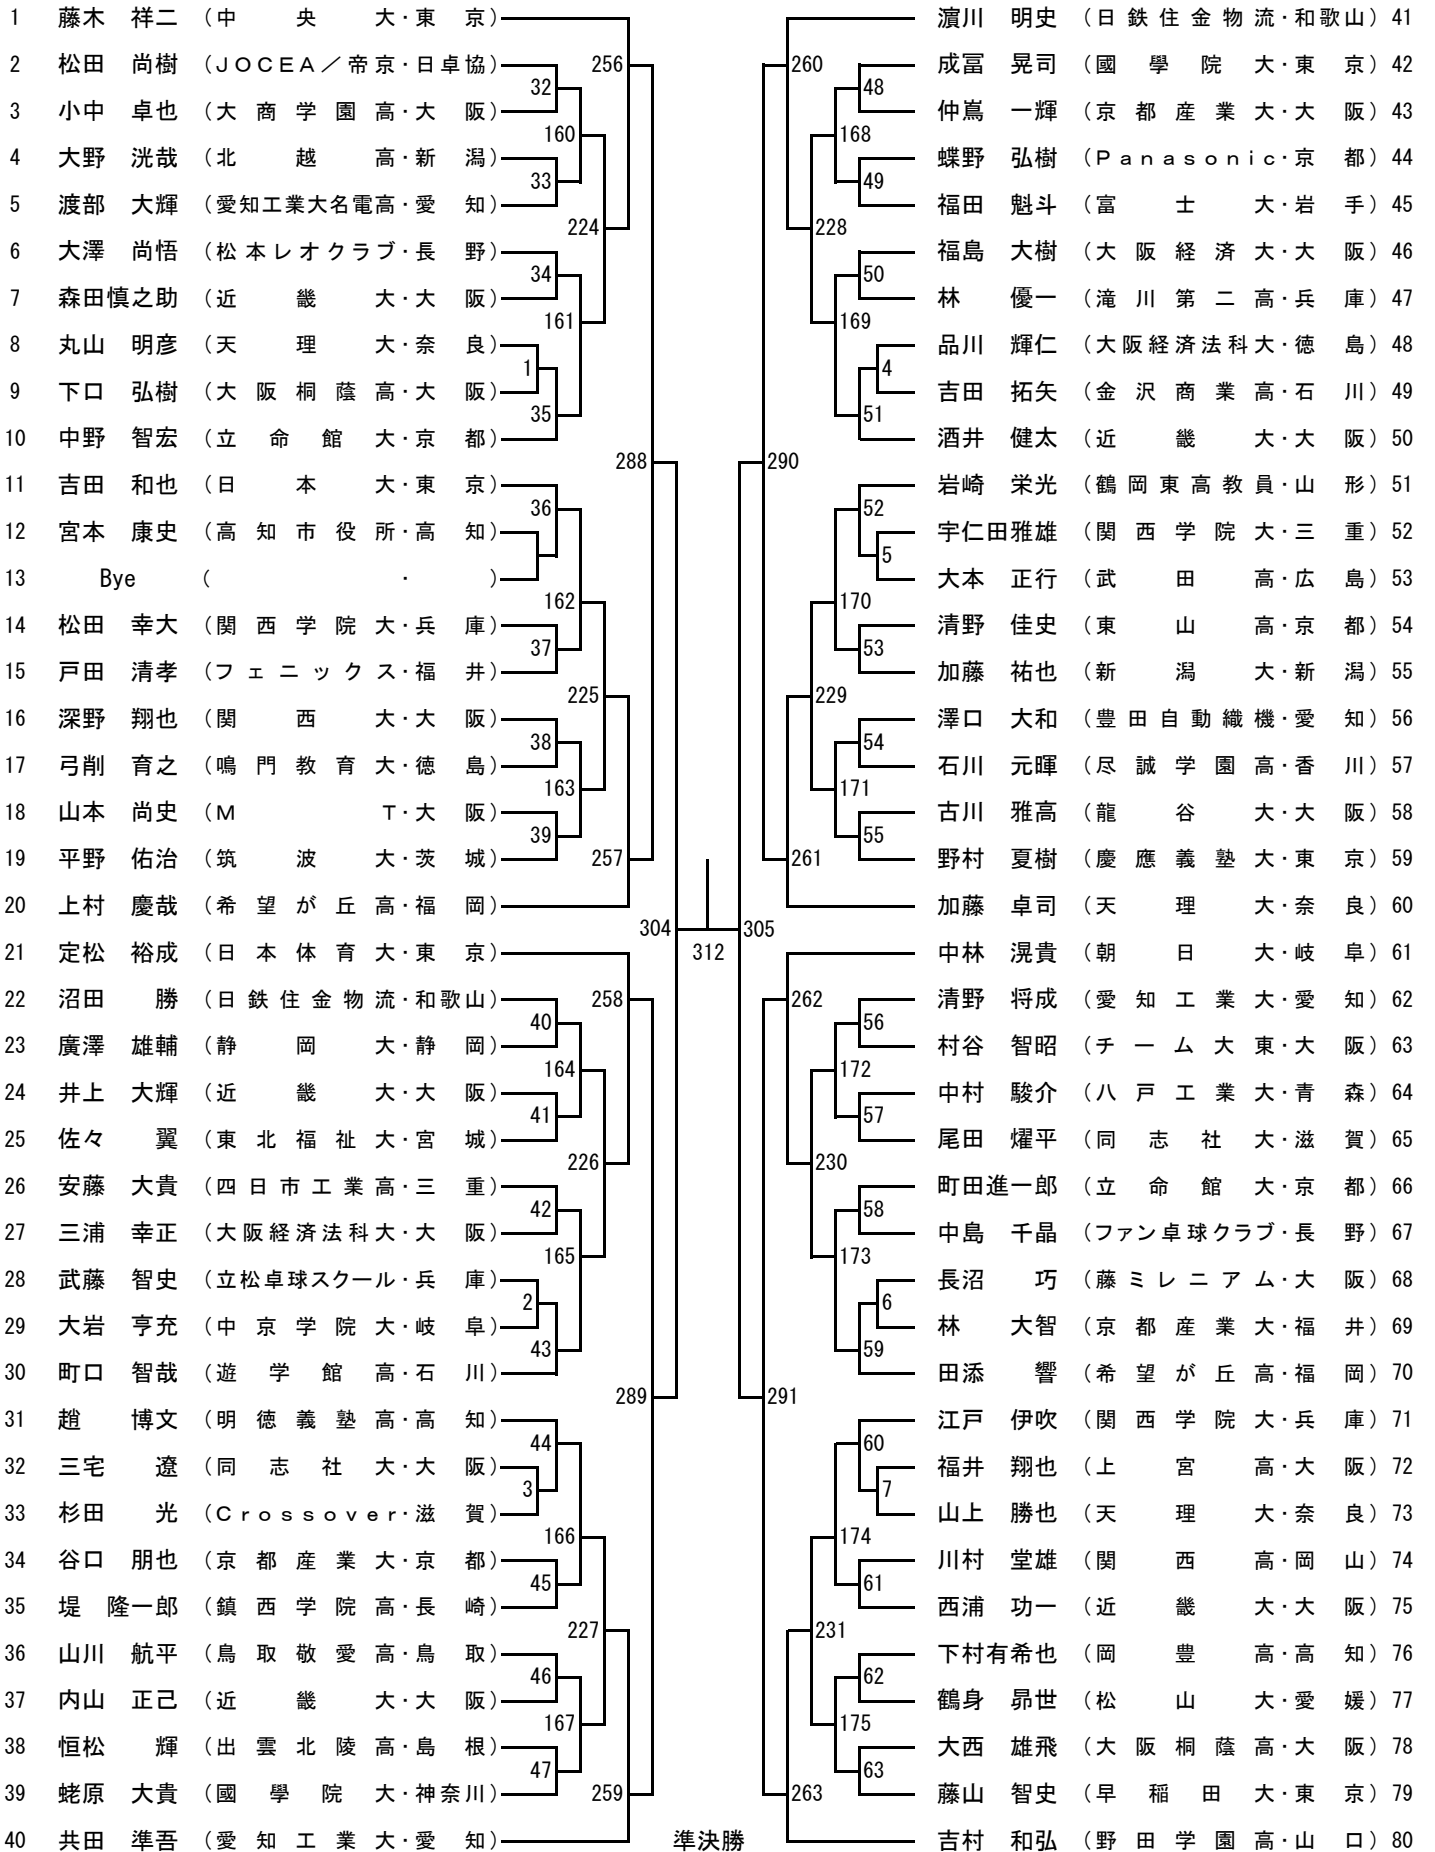 1 藤木 祥二 (中央大・東京)
2 松田 尚樹 (JOCEA／帝京・日卓協)
3 小中 卓也 (大商学園高・大阪)
4 大野 洸哉 (北越高・新潟)
5 渡部 大輝 (愛知工業大名電高・愛知)
6 大澤 尚悟 (松本レオクラブ・長野)
7 森田慎之助 (近畿大・大阪)
8 丸山 明彦 (天理大・奈良)
9 下口 弘樹 (大阪桐蔭高・大阪)
10 中野 智宏 (立命館大・京都)
11 吉田 和也 (日本大・東京)
12 宮本 康史 (高知市役所・高知)
13 Bye ( ・ )
14 松田 幸大 (関西学院大・兵庫)
15 戸田 清孝 (フェニックス・福井)
16 深野 翔也 (関西大・大阪)
17 弓削 育之 (鳴門教育大・徳島)
18 山本 尚史 (MT・大阪)
19 平野 佑治 (筑波大・茨城)
20 上村 慶哉 (希望が丘高・福岡)
21 定松 裕成 (日本体育大・東京)
22 沼田 勝 (日鉄住金物流・和歌山)
23 廣澤 雄輔 (静岡大・静岡)
24 井上 大輝 (近畿大・大阪)
25 佐々 翼 (東北福祉大・宮城)
26 安藤 大貴 (四日市工業高・三重)
27 三浦 幸正 (大阪経済法科大・大阪)
28 武藤 智史 (立松卓球スクール・兵庫)
29 大岩 亨充 (中京学院大・岐阜)
30 町口 智哉 (遊学館高・石川)
31 趙 博文 (明徳義塾高・高知)
32 三宅 遼 (同志社大・大阪)
33 杉田 光 (Crossover・滋賀)
34 谷口 朋也 (京都産業大・京都)
35 堤 隆一郎 (鎮西学院高・長崎)
36 山川 航平 (鳥取敬愛高・鳥取)
37 内山 正己 (近畿大・大阪)
38 恒松 輝 (出雲北陵高・島根)
39 蛯原 大貴 (國學院大・神奈川)
40 共田 準吾 (愛知工業大・愛知)
256
32
160
33
224
34
161
1
35
288
36
162
37
225
38
163
39
257
304
258
40
164
41
226
42
165
2
43
289
44
3
166
45
227
46
167
47
259
312
準決勝
260
48
168
49
228
50
169
4
51
290
52
5
170
53
229
54
171
55
261
305
262
56
172
57
230
58
173
6
59
291
60
7
174
61
231
62
175
63
263
濵川 明史 (日鉄住金物流・和歌山) 41
成冨 晃司 (國學院大・東京) 42
仲嶌 一輝 (京都産業大・大阪) 43
蝶野 弘樹 (Panasonic・京都) 44
福田 魁斗 (富士大・岩手) 45
福島 大樹 (大阪経済大・大阪) 46
林 優一 (滝川第二高・兵庫) 47
品川 輝仁 (大阪経済法科大・徳島) 48
吉田 拓矢 (金沢商業高・石川) 49
酒井 健太 (近畿大・大阪) 50
岩崎 栄光 (鶴岡東高教員・山形) 51
宇仁田雅雄 (関西学院大・三重) 52
大本 正行 (武田高・広島) 53
清野 佳史 (東山高・京都) 54
加藤 祐也 (新潟大・新潟) 55
澤口 大和 (豊田自動織機・愛知) 56
石川 元暉 (尽誠学園高・香川) 57
古川 雅高 (龍谷大・大阪) 58
野村 夏樹 (慶應義塾大・東京) 59
加藤 卓司 (天理大・奈良) 60
中林 滉貴 (朝日大・岐阜) 61
清野 将成 (愛知工業大・愛知) 62
村谷 智昭 (チーム大東・大阪) 63
中村 駿介 (八戸工業大・青森) 64
尾田 燿平 (同志社大・滋賀) 65
町田進一郎 (立命館大・京都) 66
中島 千晶 (ファン卓球クラブ・長野) 67
長沼 巧 (藤ミレニアム・大阪) 68
林 大智 (京都産業大・福井) 69
田添 響 (希望が丘高・福岡) 70
江戸 伊吹 (関西学院大・兵庫) 71
福井 翔也 (上宮高・大阪) 72
山上 勝也 (天理大・奈良) 73
川村 堂雄 (関西高・岡山) 74
西浦 功一 (近畿大・大阪) 75
下村有希也 (岡豊高・高知) 76
鶴身 昴世 (松山大・愛媛) 77
大西 雄飛 (大阪桐蔭高・大阪) 78
藤山 智史 (早稲田大・東京) 79
吉村 和弘 (野田学園高・山口) 80